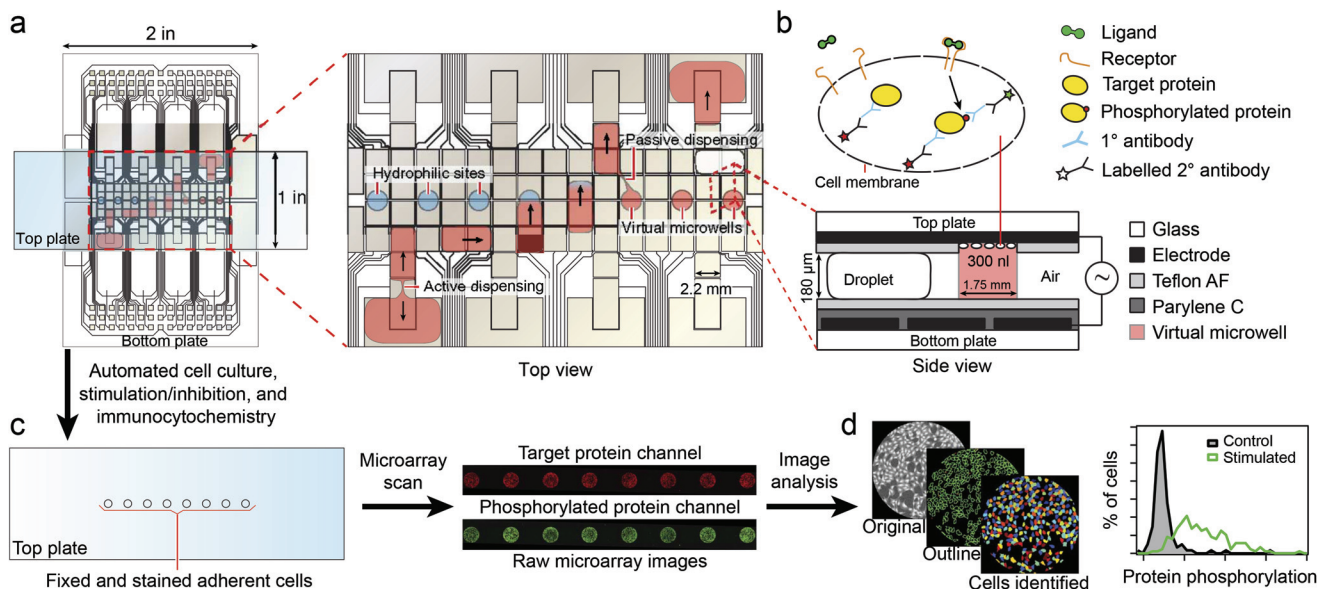 a
2 in
1 in
Top plate
Bottom plate
Hydrophilic sites
Passive dispensing
Virtual microwells
Active dispensing
2.2 mm
Top view
b
Ligand
Receptor
Target protein
Phosphorylated protein
1° antibody
Labelled 2° antibody
Cell membrane
Top plate
180 µm
Droplet
300 nl
1.75 mm
Air
~
Bottom plate
Side view
Glass
Electrode
Teflon AF
Parylene C
Virtual microwell
Automated cell culture,
stimulation/inhibition, and
immunocytochemistry
c
Top plate
Fixed and stained adherent cells
Microarray
scan
Target protein channel
Phosphorylated protein channel
Raw microarray images
Image
analysis
d
Original
Outline
Cells identified
% of cells
Control
Stimulated
Protein phosphorylation